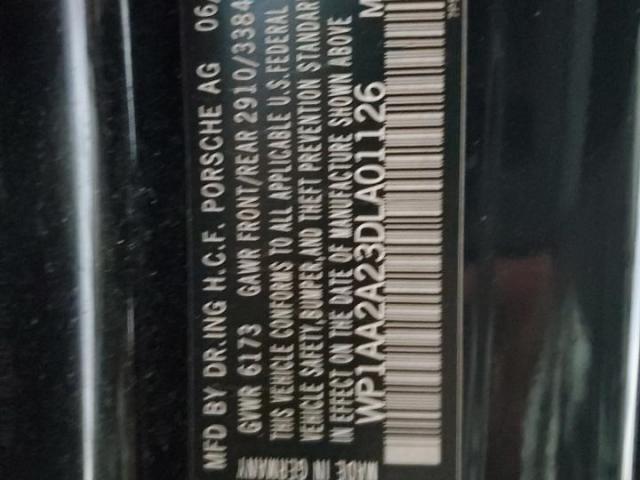 MFD BY DR.ING H.C.F. PORSCHE AG 06/
GVWR 6173 GAWR FRONT/REAR 2910/3384
THIS VEHICLE CONFORMS TO ALL APPLICABLE U.S.FEDERAL
VEHICLE SAFETY,BUMPER,AND THEFT PREVENTION STANDAR
IN EFFECT ON THE DATE OF MANUFACTURE SHOWN ABOVE
WP1AA2A23DLA01126 M
MADE IN GERMANY